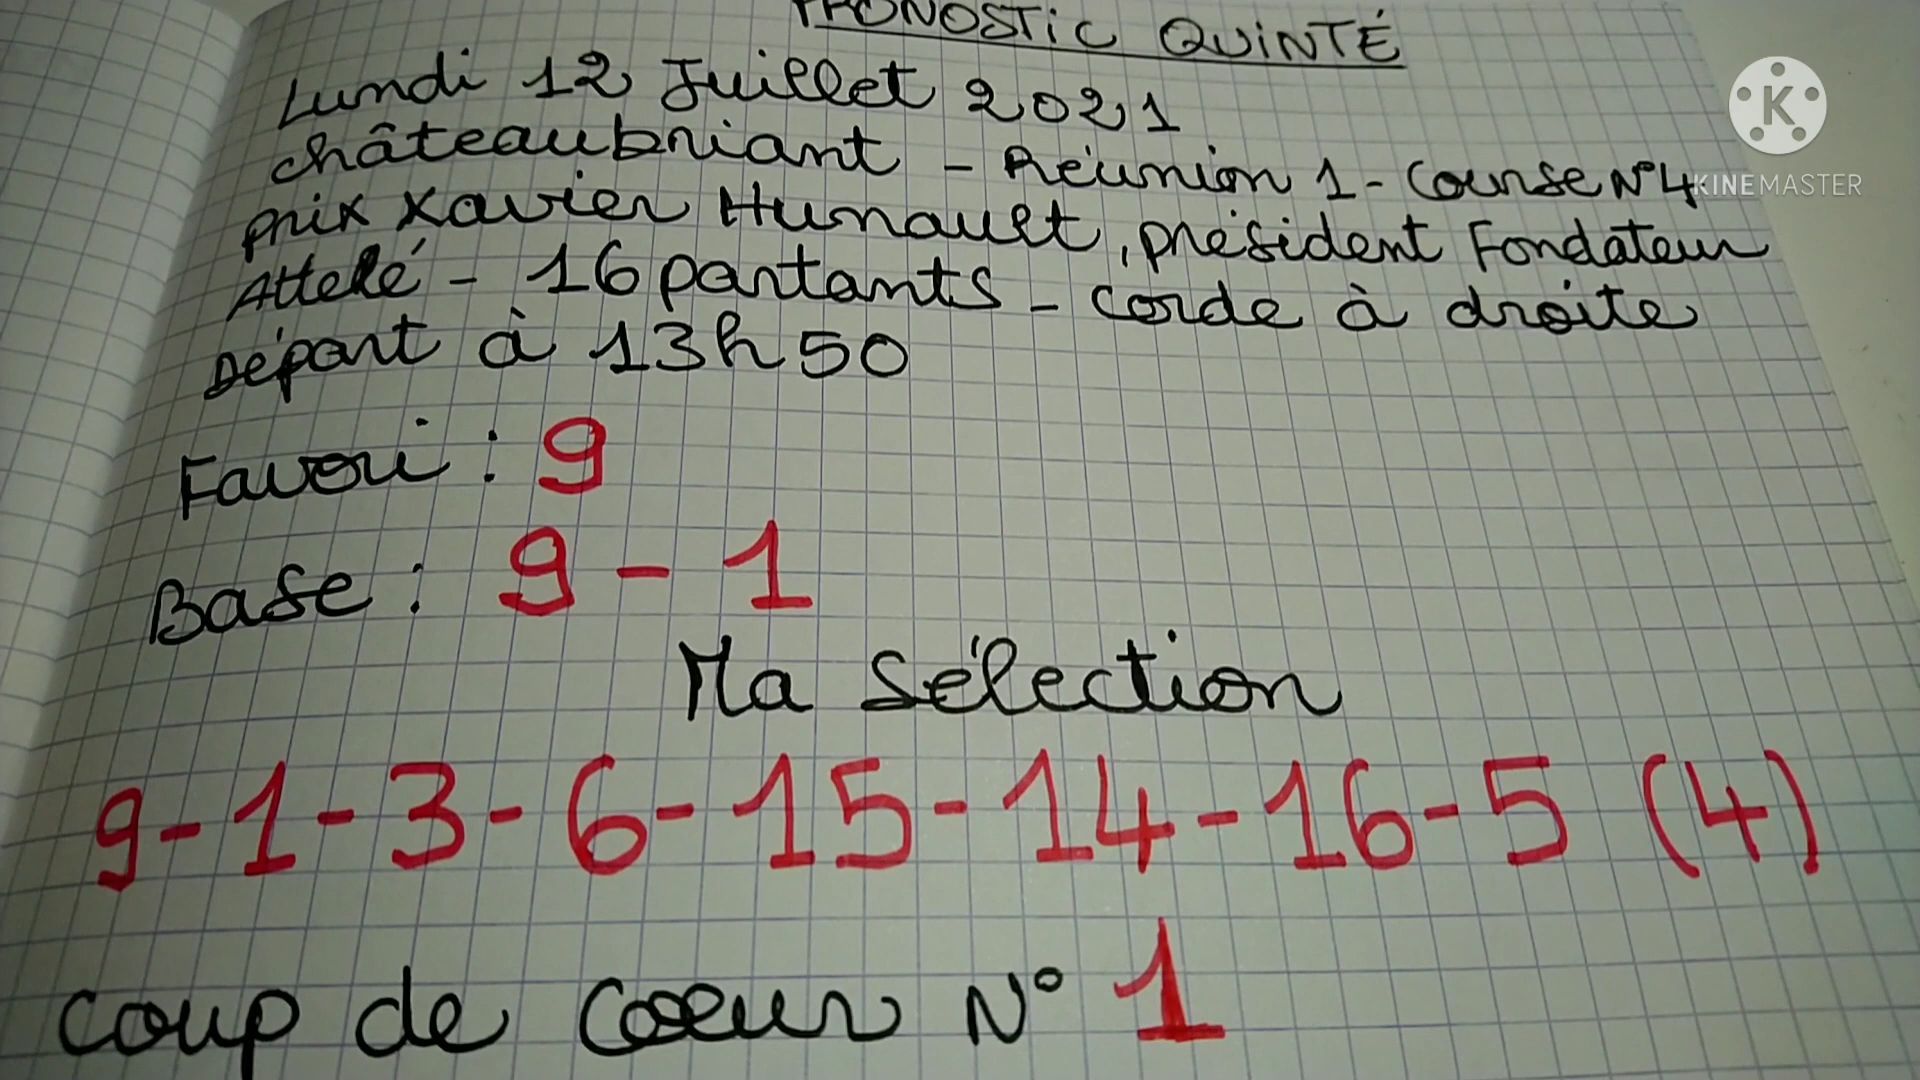 PRONOSTIC QUINTÉ
Lundi 12 Juillet 2021
châteaubriant - Réunion 1 - Course N°4
prix Xavier Hunault, président Fondateur
Attelé - 16 partants - corde à droite
Départ à 13h50
Favori : 9
Base : 9 - 1
Ma sélection
9-1-3-6-15-14-16-5 (4)
coup de coeur N° 1
K
KINEMASTER